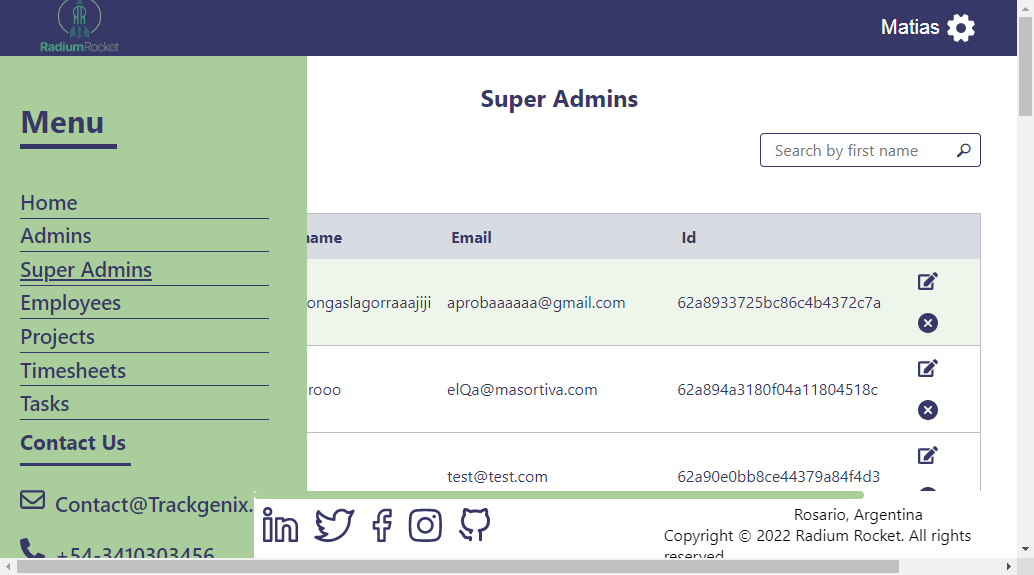 RadiumRocket
Matias
Menu
Home
Admins
Super Admins
Employees
Projects
Timesheets
Tasks
Contact Us
Contact@Trackgenix.
+54-3410303456
Super Admins
Search by first name
name Email Id
ongaslagorraaajiji aprobaaaaaa@gmail.com 62a8933725bc86c4b4372c7a
rooo elQa@masortiva.com 62a894a3180f04a11804518c
test@test.com 62a90e0bb8ce44379a84f4d3
in
Rosario, Argentina
Copyright © 2022 Radium Rocket. All rights
reserved